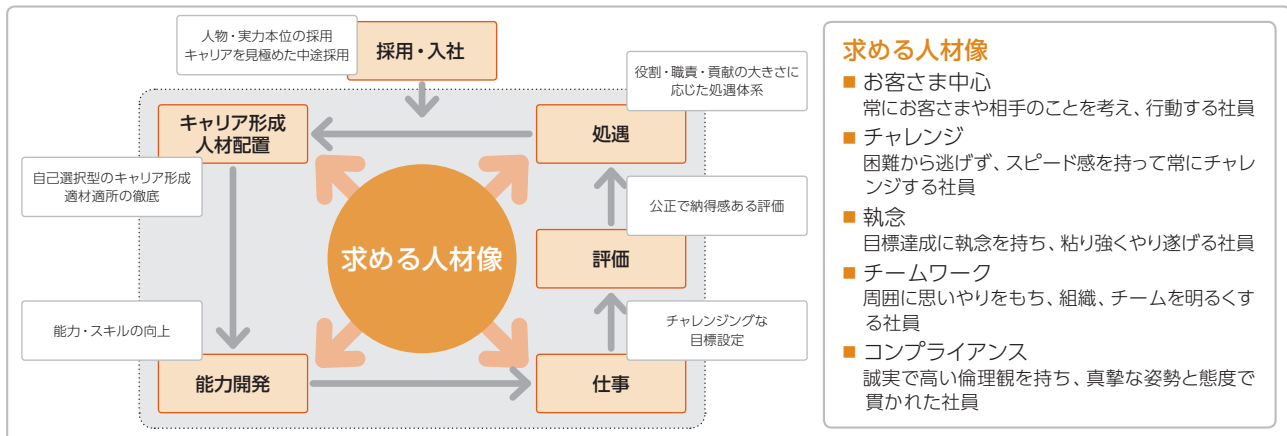 人物・実力本位の採用
キャリアを見極めた中途採用
採用・入社
役割・職責・貢献の大きさに
応じた処遇体系
キャリア形成
人材配置
処遇
自己選択型のキャリア形成
適材適所の徹底
公正で納得感ある評価
求める人材像
評価
能力・スキルの向上
チャレンジングな
目標設定
能力開発
仕事
求める人材像
■ お客さま中心
常にお客さまや相手のことを考え、行動する社員
■ チャレンジ
困難から逃げず、スピード感を持って常にチャレ
ンジする社員
■ 執念
目標達成に執念を持ち、粘り強くやり遂げる社員
■ チームワーク
周囲に思いやりをもち、組織、チームを明るくす
る社員
■ コンプライアンス
誠実で高い倫理観を持ち、真摯な姿勢と態度で
貫かれた社員